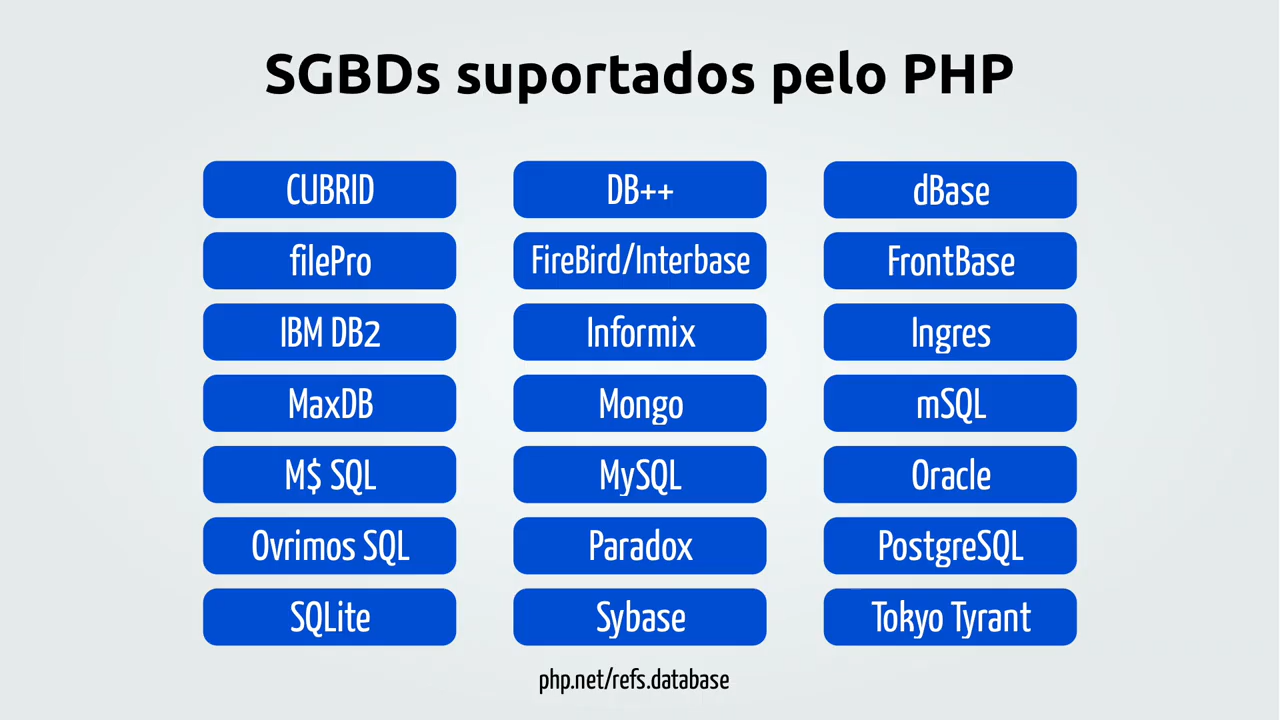 SGBDs suportados pelo PHP
CUBRID
DB++
dBase
filePro
FireBird/Interbase
FrontBase
IBM DB2
Informix
Ingres
MaxDB
Mongo
mSQL
M$ SQL
MySQL
Oracle
Ovrimos SQL
Paradox
PostgreSQL
SQLite
Sybase
Tokyo Tyrant
php.net/refs.database